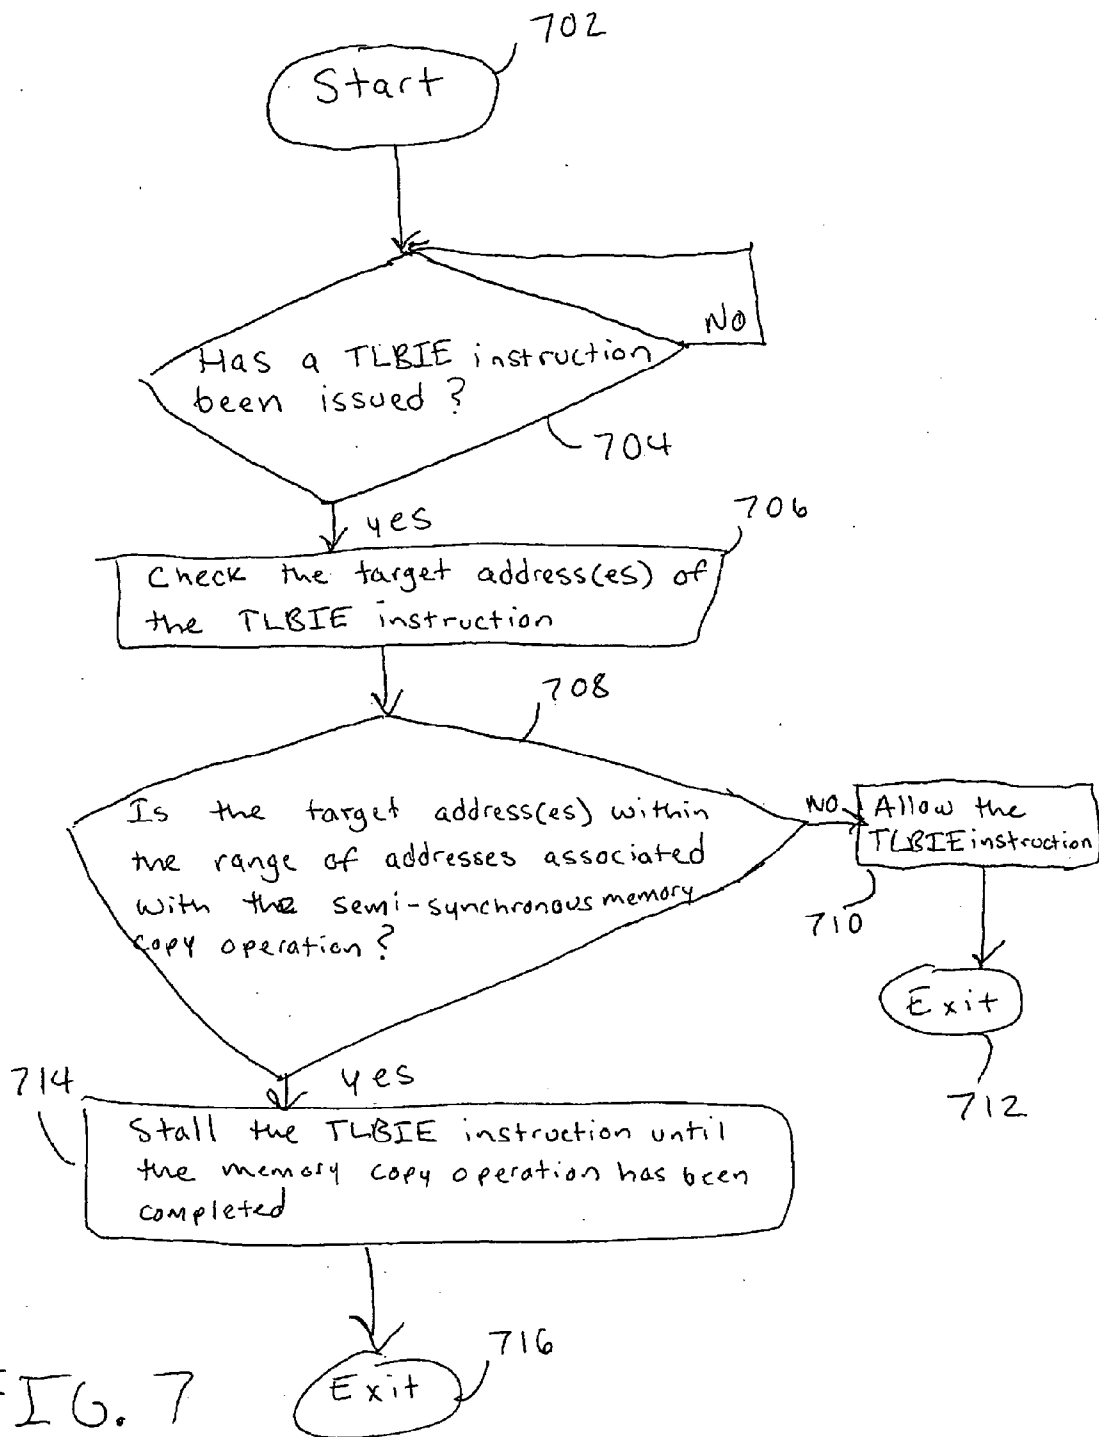 702
Start
No
Has a TLBIE instruction
been issued?
704
yes
706
Check the target address(es) of
the TLBIE instruction
708
Is the target address(es) within
the range of addresses associated
with the semi-synchronous memory
copy operation?
NO
Allow the
TLBIE instruction
710
Exit
712
yes
714
Stall the TLBIE instruction until
the memory copy operation has been
completed
716
Exit
FIG. 7